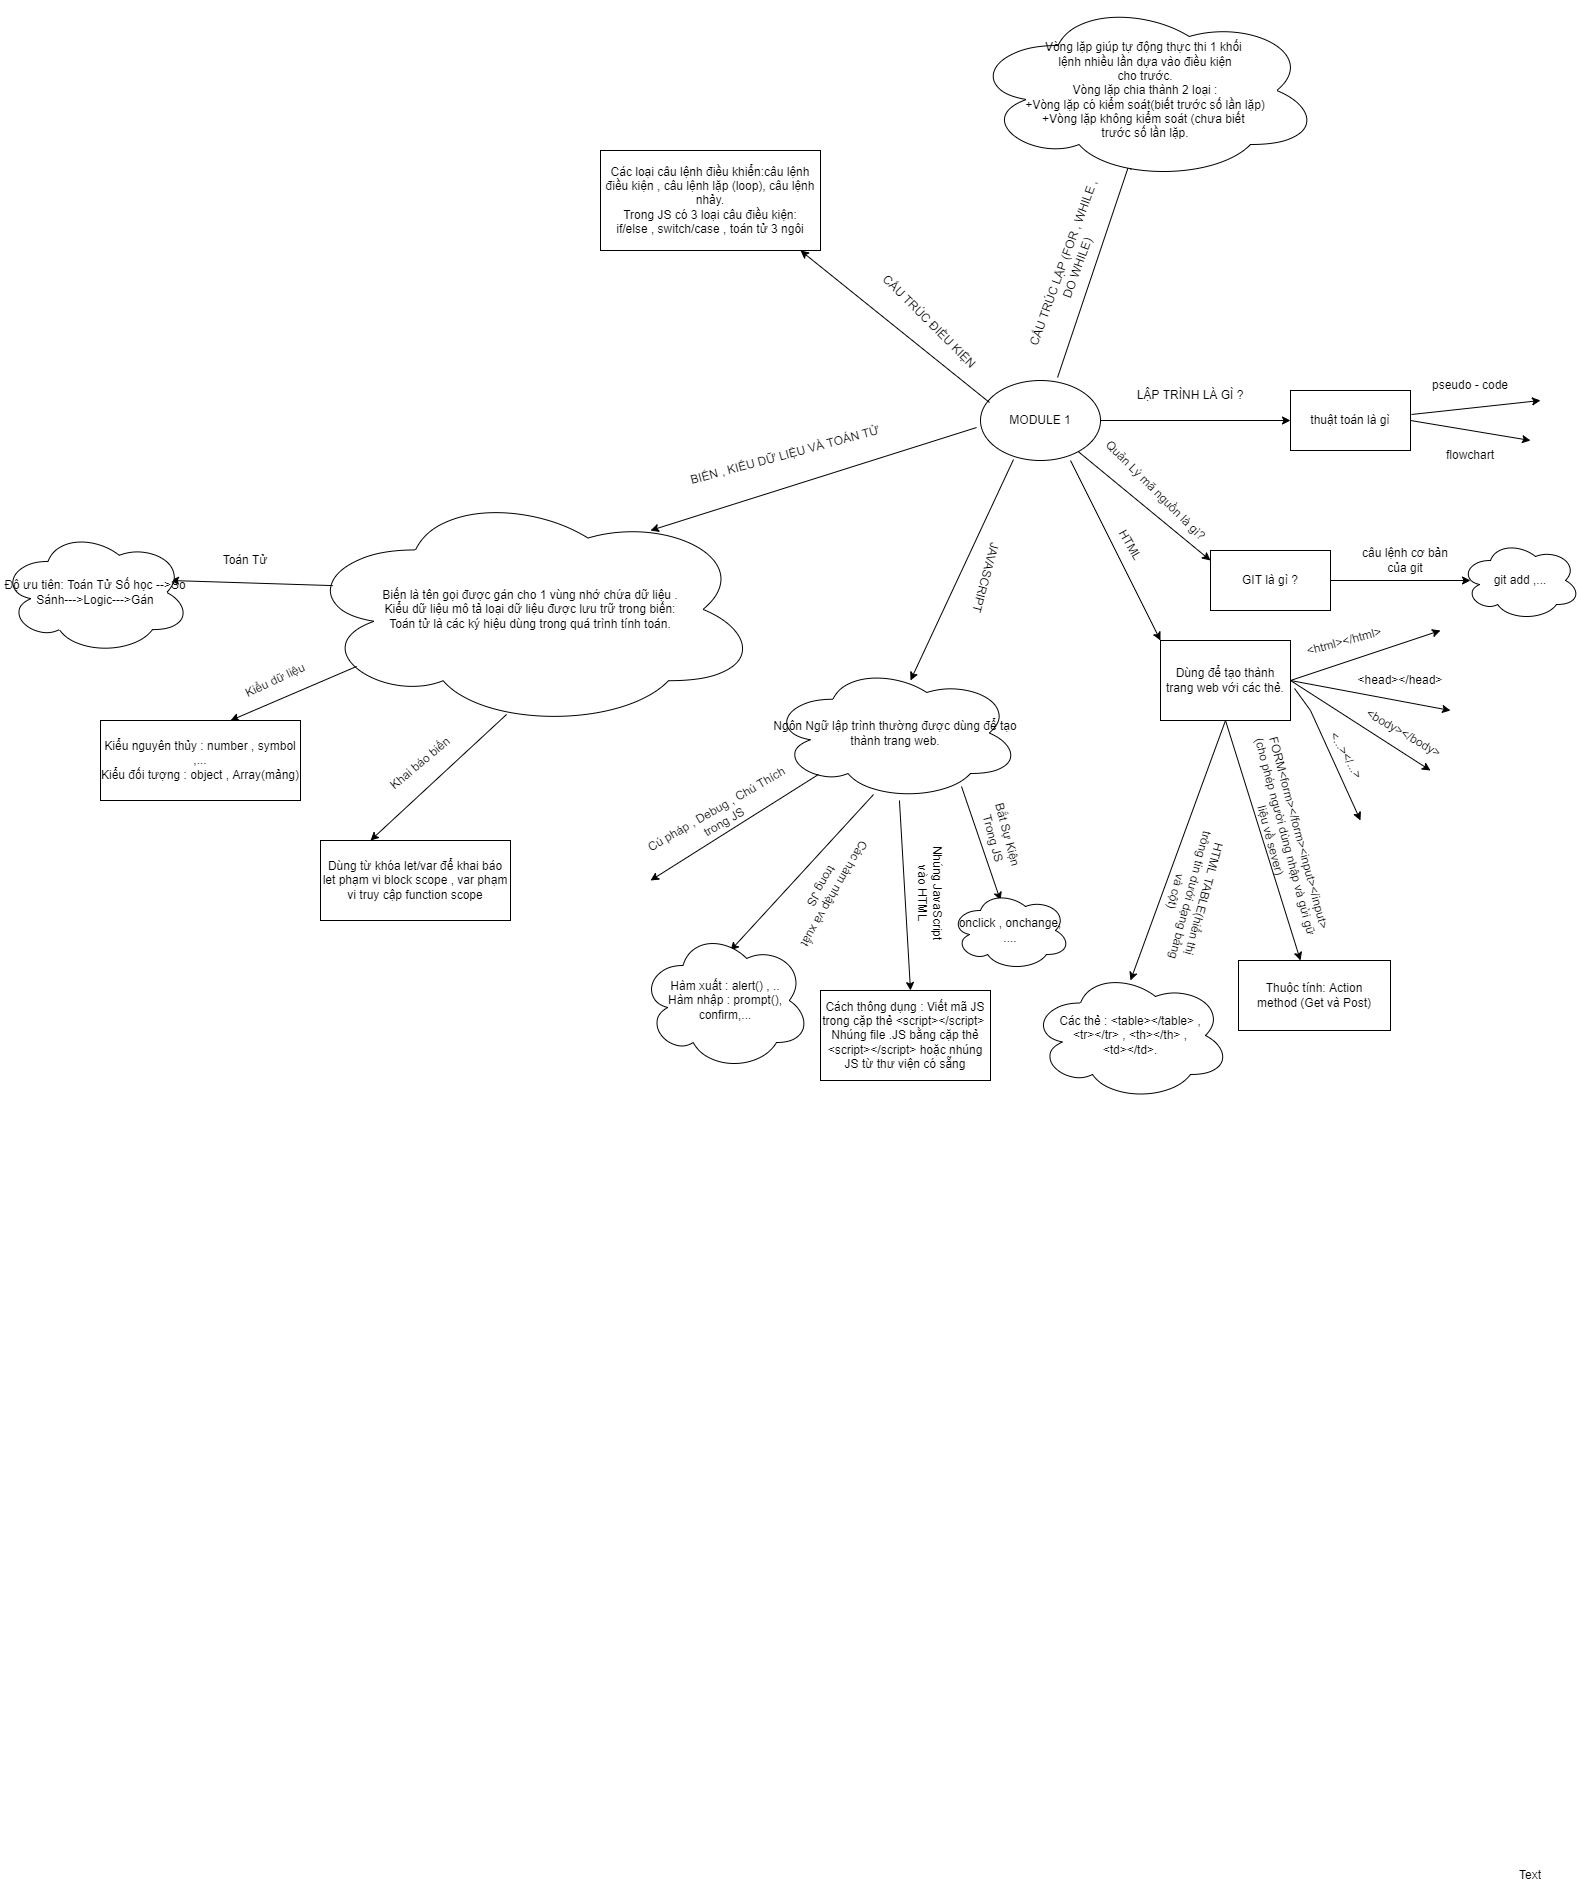 Vòng lặp giúp tự động thực thi 1 khối
lệnh nhiều lần dựa vào điều kiện
cho trước.
Vòng lặp chia thành 2 loại :
+Vòng lặp có kiểm soát(biết trước số lần lặp)
+Vòng lặp không kiểm soát (chưa biết
trước số lần lặp.
Các loại câu lệnh điều khiển:câu lệnh
điều kiện , câu lệnh lặp (loop), câu lệnh
nhảy.
Trong JS có 3 loại câu điều kiện:
if/else , switch/case , toán tử 3 ngôi
CẤU TRÚC LẶP (FOR , WHILE ,
DO WHILE)
CẤU TRÚC ĐIỀU KIỆN
MODULE 1
LẬP TRÌNH LÀ GÌ ?
thuật toán là gì
pseudo - code
flowchart
BIẾN , KIỂU DỮ LIỆU VÀ TOÁN TỬ
Quản Lý mã nguồn là gì?
HTML
JAVASCRIPT
GIT là gì ?
câu lệnh cơ bản
của git
git add ,...
Toán Tử
Độ ưu tiên: Toán Tử Số học -->So
Sánh--->Logic--->Gán
Biến là tên gọi được gán cho 1 vùng nhớ chứa dữ liệu .
Kiểu dữ liệu mô tả loại dữ liệu được lưu trữ trong biến:
Toán tử là các ký hiệu dùng trong quá trình tính toán.
Kiểu dữ liệu
Kiểu nguyên thủy : number , symbol
,...
Kiểu đối tượng : object , Array(mảng)
Khai báo biến
Dùng từ khóa let/var để khai báo
let phạm vi block scope , var phạm
vi truy cập function scope
Ngôn Ngữ lập trình thường được dùng để tạo
thành trang web.
Dùng để tạo thành
trang web với các thẻ.
<html></html>
<head></head>
<body></body>
<...></...>
Cú pháp , Debug , Chú Thích
trong JS
Các hàm nhập và xuất
trong JS
Nhúng JavaScript
vào HTML
Bắt Sự Kiện
Trong JS
onclick , onchange,
....
HTML TABLE(hiển thị
trông tin dưới dạng bảng
và cột)
FORM<form></form><input></input>
(cho phép người dùng nhập và gửi gữ
liệu về sever)
Hàm xuất : alert() , ..
Hàm nhập : prompt(),
confirm,...
Cách thông dụng : Viết mã JS
trong cặp thẻ <script></script>
Nhúng file .JS bằng cặp thẻ
<script></script> hoặc nhúng
JS từ thư viện có sẵng
Các thẻ : <table></table> ,
<tr></tr> , <th></th> ,
<td></td>.
Thuộc tính: Action
method (Get và Post)
Text